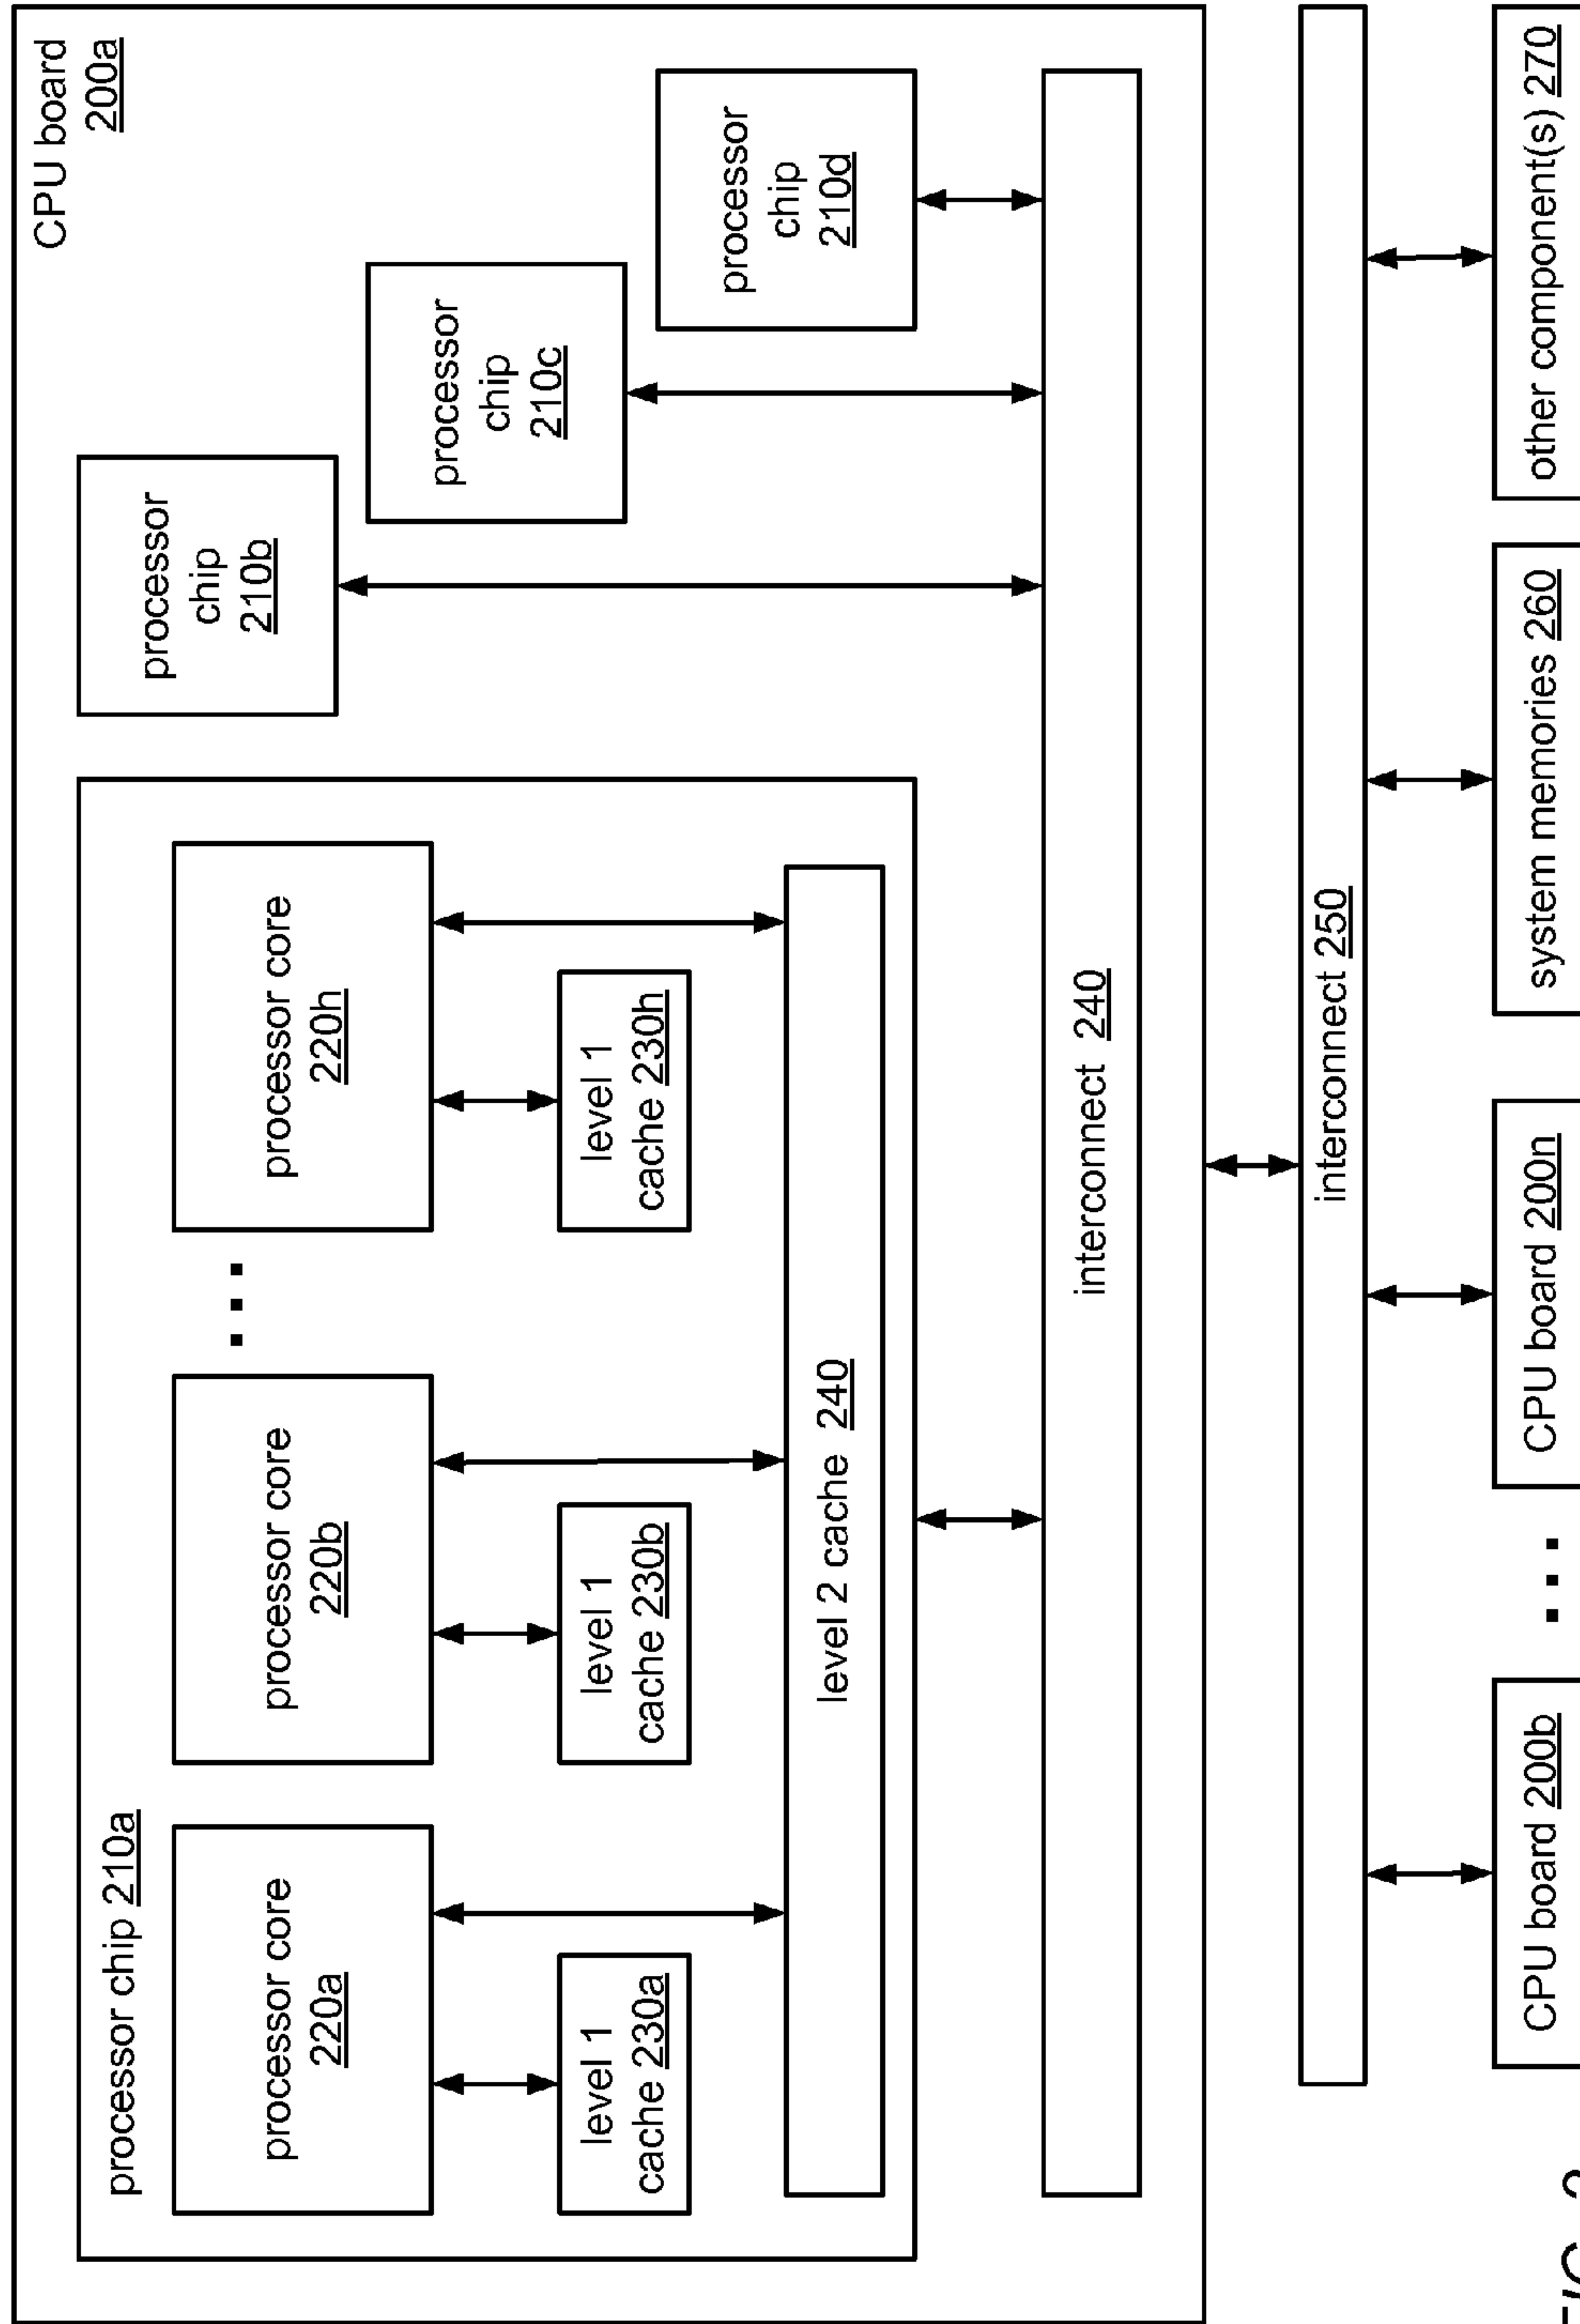 CPU board
200a
processor chip 210a
processor core
220a
processor core
220b
...
processor core
220h
level 1
cache 230a
level 1
cache 230b
level 1
cache 230h
level 2 cache 240
processor
chip
210b
processor
chip
210c
processor
chip
210d
interconnect 240
interconnect 250
CPU board 200b
...
CPU board 200n
system memories 260
other component(s) 270